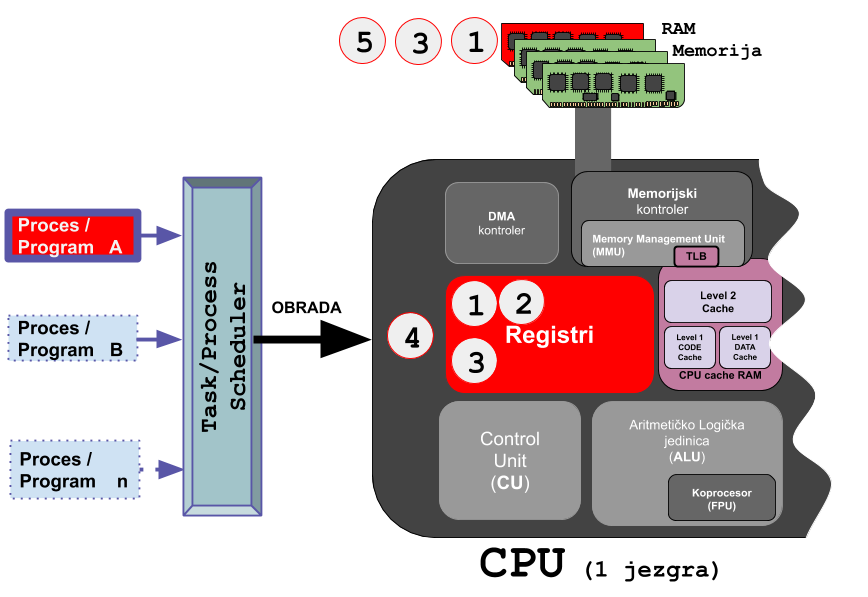 5 3 1
RAM
Memorija
Proces /
Program A
Proces /
Program B
Proces /
Program n
Task/Process
Scheduler
OBRADA
4
DMA
kontroler
Memorijski
kontroler
Memory Management Unit
(MMU)
TLB
1 2
Registri
3
Level 2
Cache
Level 1
CODE
Cache
Level 1
DATA
Cache
CPU cache RAM
Control
Unit
(CU)
Aritmetičko Logička
jedinica
(ALU)
Koprocesor
(FPU)
CPU (1 jezgra)